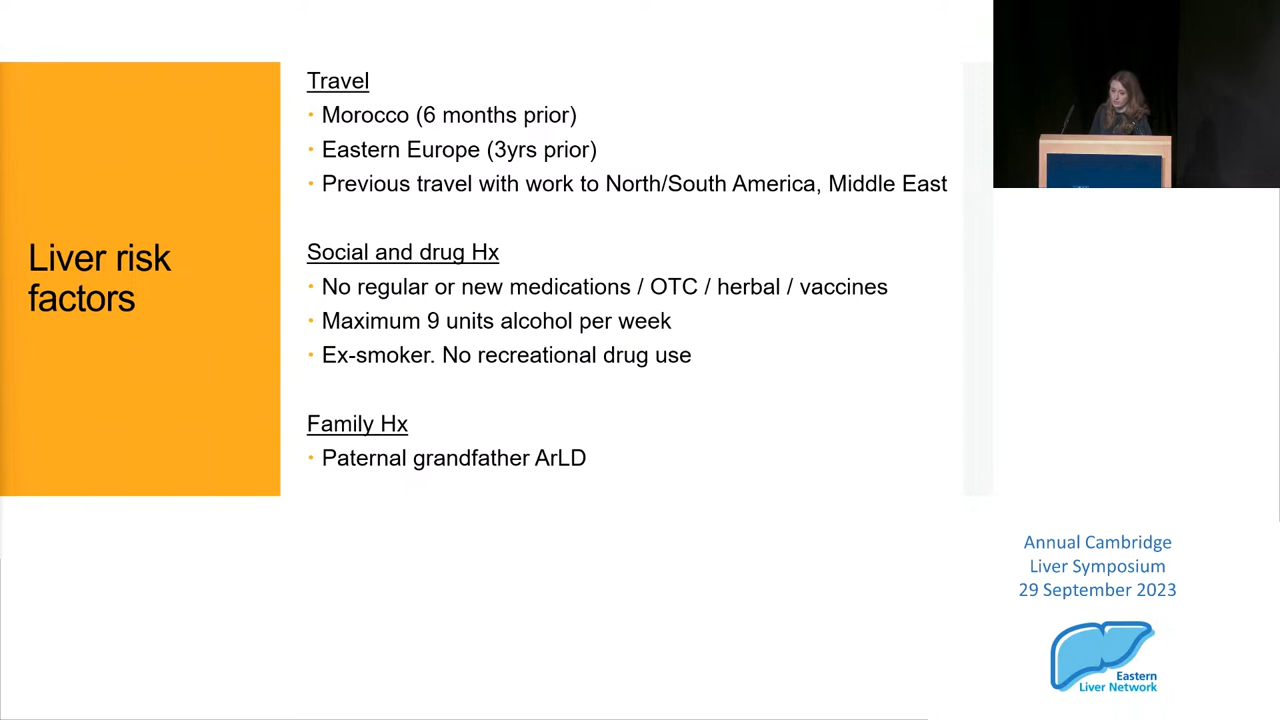 Travel
• Morocco (6 months prior)
• Eastern Europe (3yrs prior)
• Previous travel with work to North/South America, Middle East
Liver risk
factors
Social and drug Hx
• No regular or new medications / OTC / herbal / vaccines
• Maximum 9 units alcohol per week
• Ex-smoker. No recreational drug use
Family Hx
• Paternal grandfather ArLD
Annual Cambridge
Liver Symposium
29 September 2023
Eastern
Liver Network